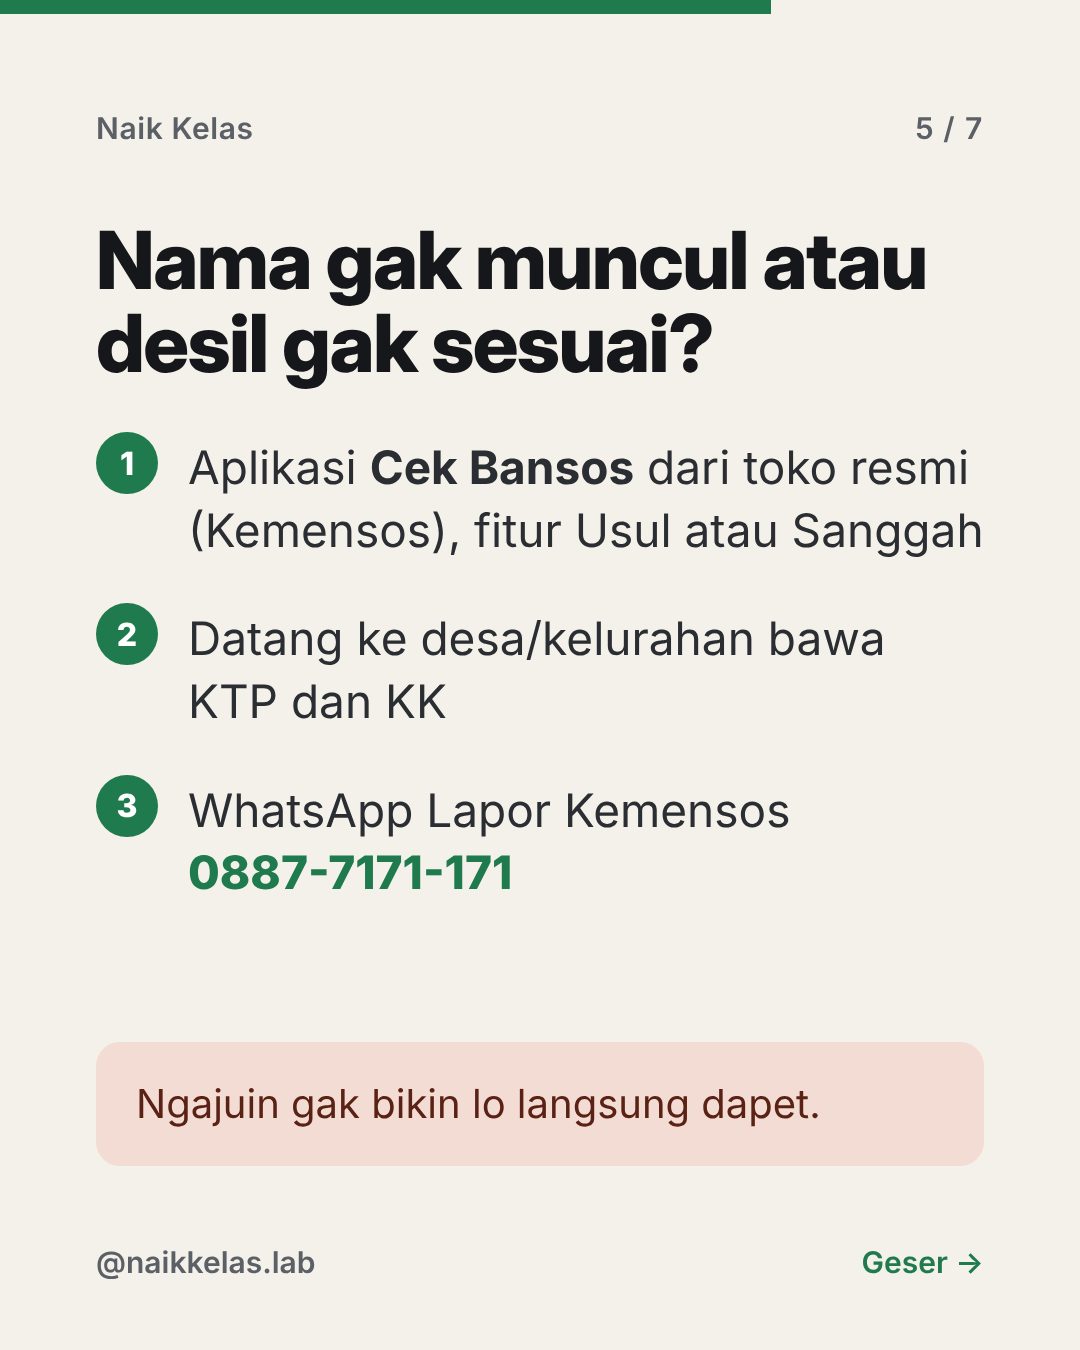 Naik Kelas
5 / 7
Nama gak muncul atau
desil gak sesuai?
1
Aplikasi Cek Bansos dari toko resmi
(Kemensos), fitur Usul atau Sanggah
2
Datang ke desa/kelurahan bawa
KTP dan KK
3
WhatsApp Lapor Kemensos
0887-7171-171
Ngajuin gak bikin lo langsung dapet.
@naikkelas.lab
Geser →